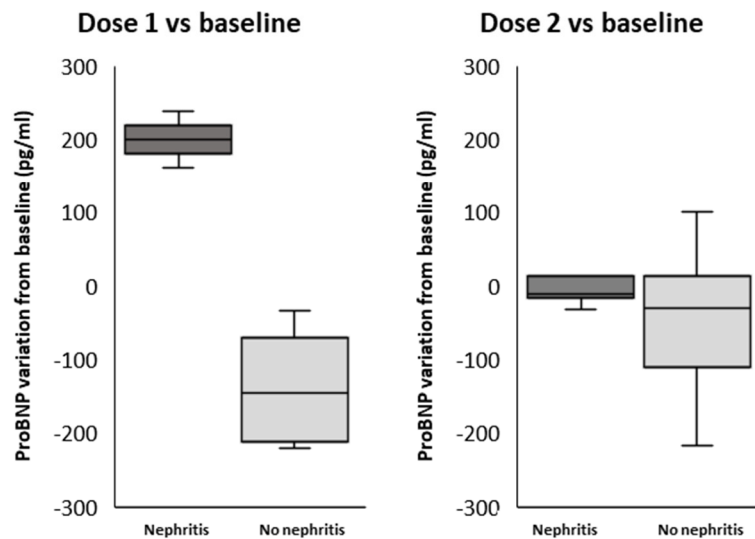 Dose 1 vs baseline
ProBNP variation from baseline (pg/ml)
300
200
100
0
-100
-200
-300
Nephritis
No nephritis
Dose 2 vs baseline
ProBNP variation from baseline (pg/ml)
300
200
100
0
-100
-200
-300
Nephritis
No nephritis